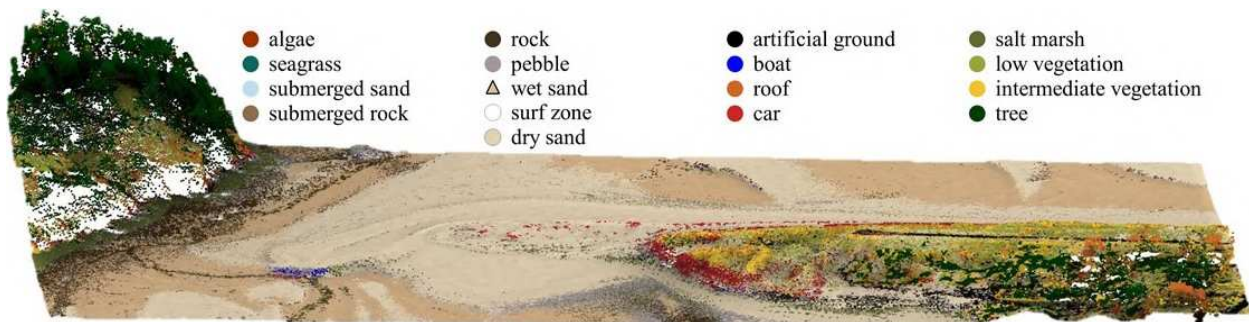 algae
seagrass
submerged sand
submerged rock
rock
pebble
wet sand
surf zone
dry sand
artificial ground
boat
roof
car
salt marsh
low vegetation
intermediate vegetation
tree